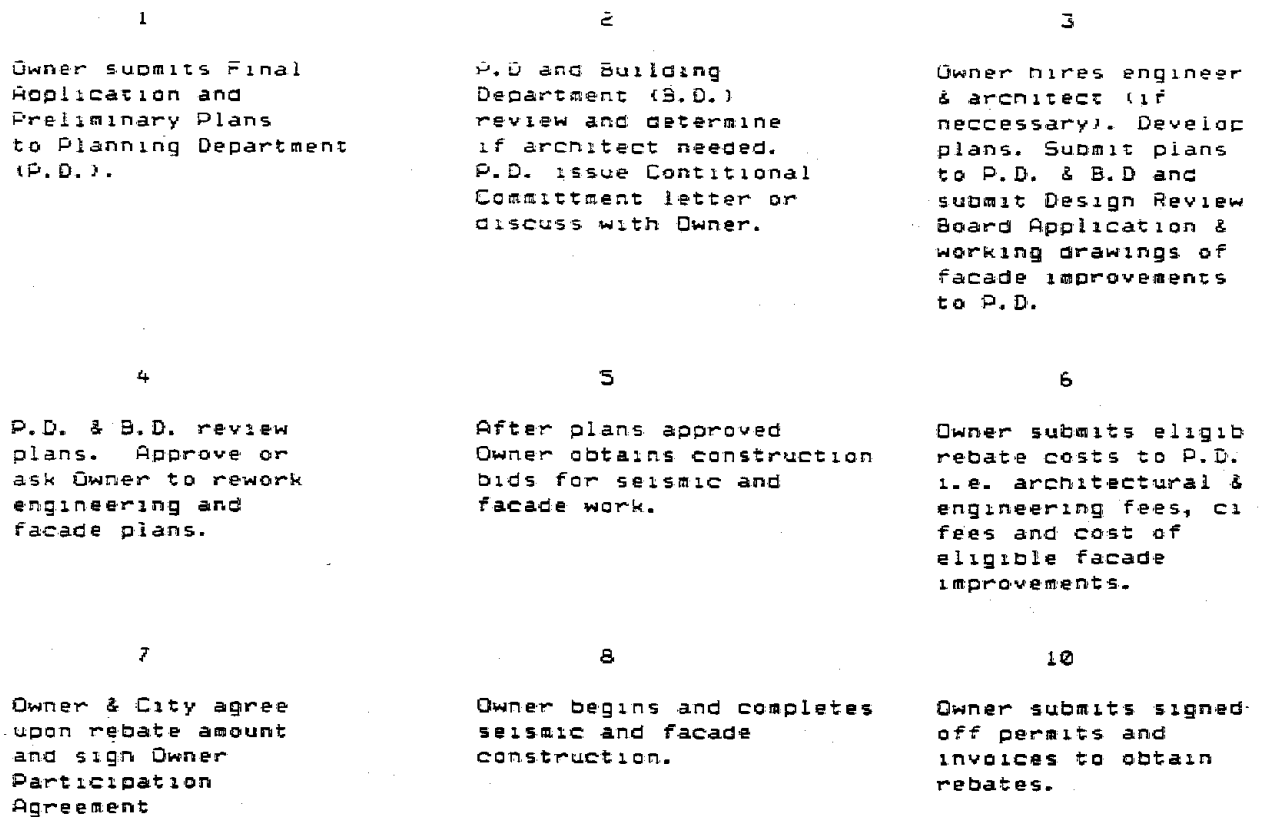 1
Owner submits Final
Application and
Preliminary Plans
to Planning Department
(P.D.).
2
P.D and Building
Department (B.D.)
review and determine
if architect needed.
P.D. issue Contitional
Committment letter or
discuss with Owner.
3
Owner hires engineer
& architect (if
neccessary). Develop
plans. Submit plans
to P.D. & B.D and
submit Design Review
Board Application &
working drawings of
facade improvements
to P.D.
4
P.D. & B.D. review
plans. Approve or
ask Owner to rework
engineering and
facade plans.
5
After plans approved
Owner obtains construction
bids for seismic and
facade work.
6
Owner submits eligib
rebate costs to P.D.
i.e. architectural &
engineering fees, ci
fees and cost of
eligible facade
improvements.
7
Owner & City agree
upon rebate amount
and sign Owner
Participation
Agreement
8
Owner begins and completes
seismic and facade
construction.
10
Owner submits signed-
off permits and
invoices to obtain
rebates.